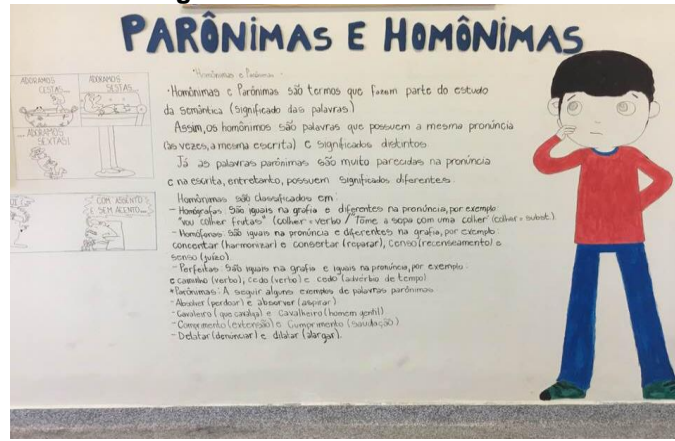 PARÔNIMAS E HOMÔNIMAS
ADORAMOS CESTAS...
ADORAMOS SESTAS...
... ADORAMOS SEXTAS!
COM ASSENTO
E SEM ACENTO...
Homônimas e Parônimas
• Homônimas e Parônimas são termos que fazem parte do estudo
da semântica (significado das palavras)
Assim, os homônimos são palavras que possuem a mesma pronúncia
(às vezes, a mesma escrita) e significados distintos.
Já as palavras parônimas são muito parecidas na pronúncia
e na escrita, entretanto, possuem significados diferentes.
Homônimas são classificados em:
- Homógrafas: São iguais na grafia e diferentes na pronúncia, por exemplo:
"vou colher frutas" (colher = verbo / "Tome a sopa com uma colher (colher = subst.).
- Homófonas: São iguais na pronúncia e diferentes na grafia, por exemplo:
concertar (harmonizar) e consertar (reparar), Censo (recenseamento) e
senso (juízo).
- Perfeitas: São iguais na grafia e iguais na pronúncia, por exemplo:
e caminho (verbo), cedo (verbo) e cedo (advérbio de tempo)
*Parônimas: A seguir alguns exemplos de palavras parônimas
- Absolver (perdoar) e absorver (aspirar)
- Cavaleiro (que cavalga) e Cavalheiro (homem gentil)
- Comprimento (extensão) e Cumprimento (saudação)
- Delatar (denunciar) e dilatar (alargar).